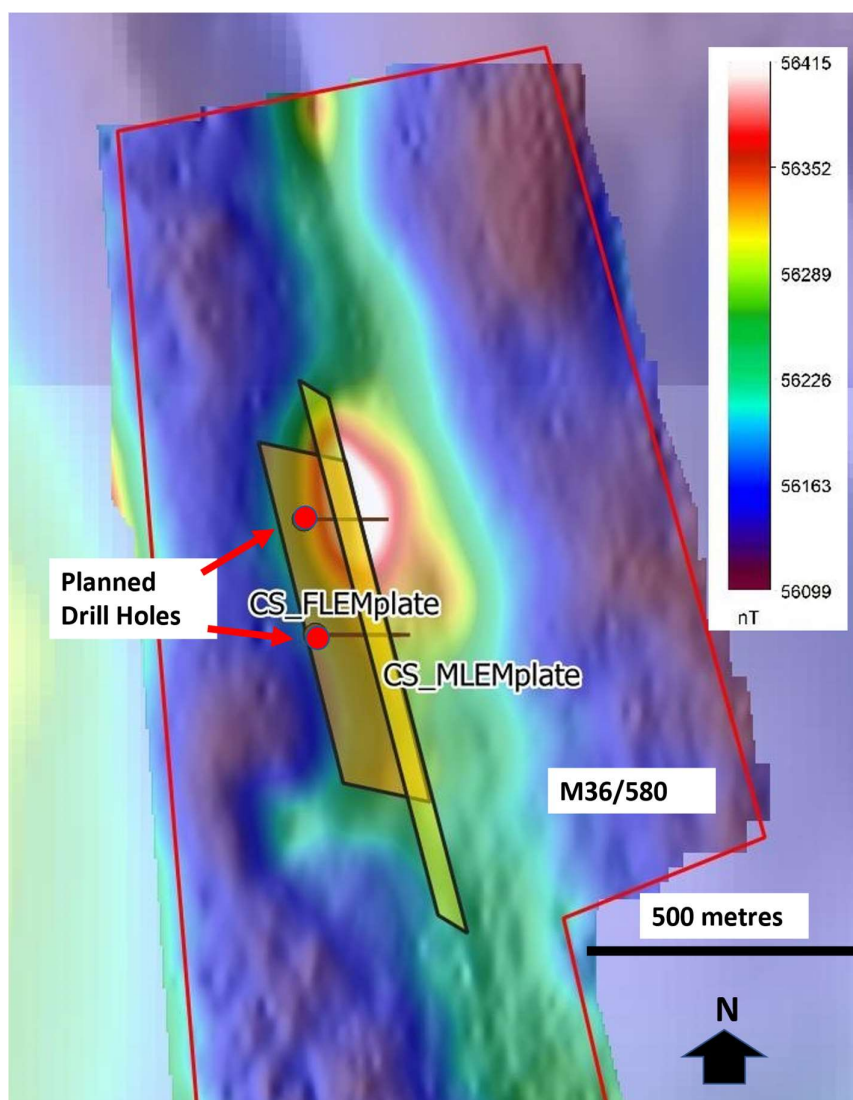 56415
56352
56289
56226
56163
56099
nT
Planned
Drill Holes
CS_FLEMplate
CS_MLEMplate
M36/580
500 metres
N